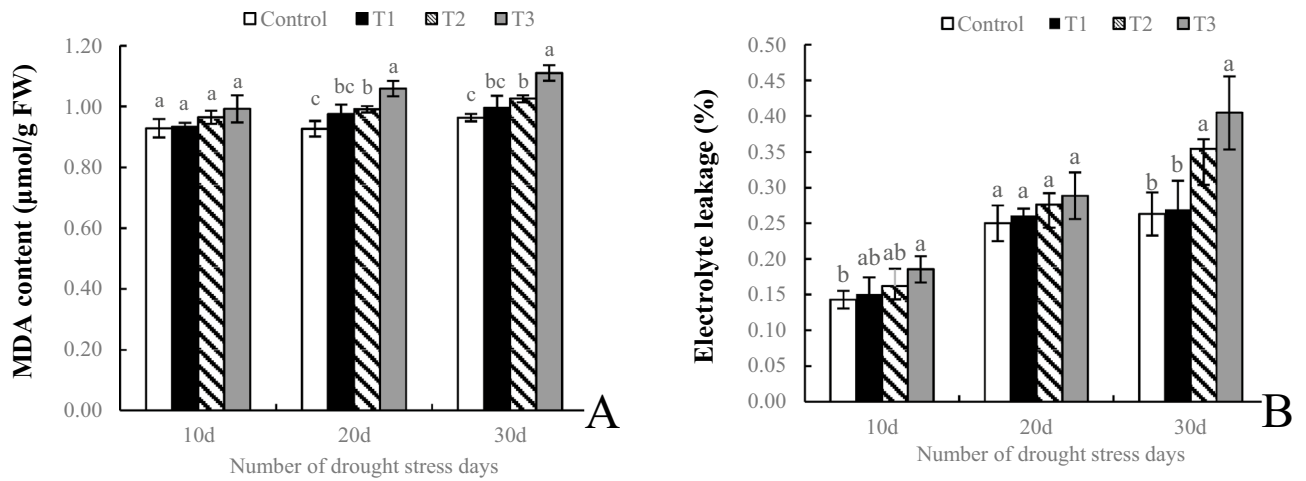 Control T1 T2 T3
MDA content (μmol/g FW)
1.20
1.00
0.80
0.60
0.40
0.20
0.00
a a a a
c bc b a
c bc b a
10d 20d 30d
Number of drought stress days
A
Control T1 T2 T3
Electrolyte leakage (%)
0.50
0.45
0.40
0.35
0.30
0.25
0.20
0.15
0.10
0.05
0.00
b ab ab a
a a a a
b b a a
10d 20d 30d
Number of drought stress days
B